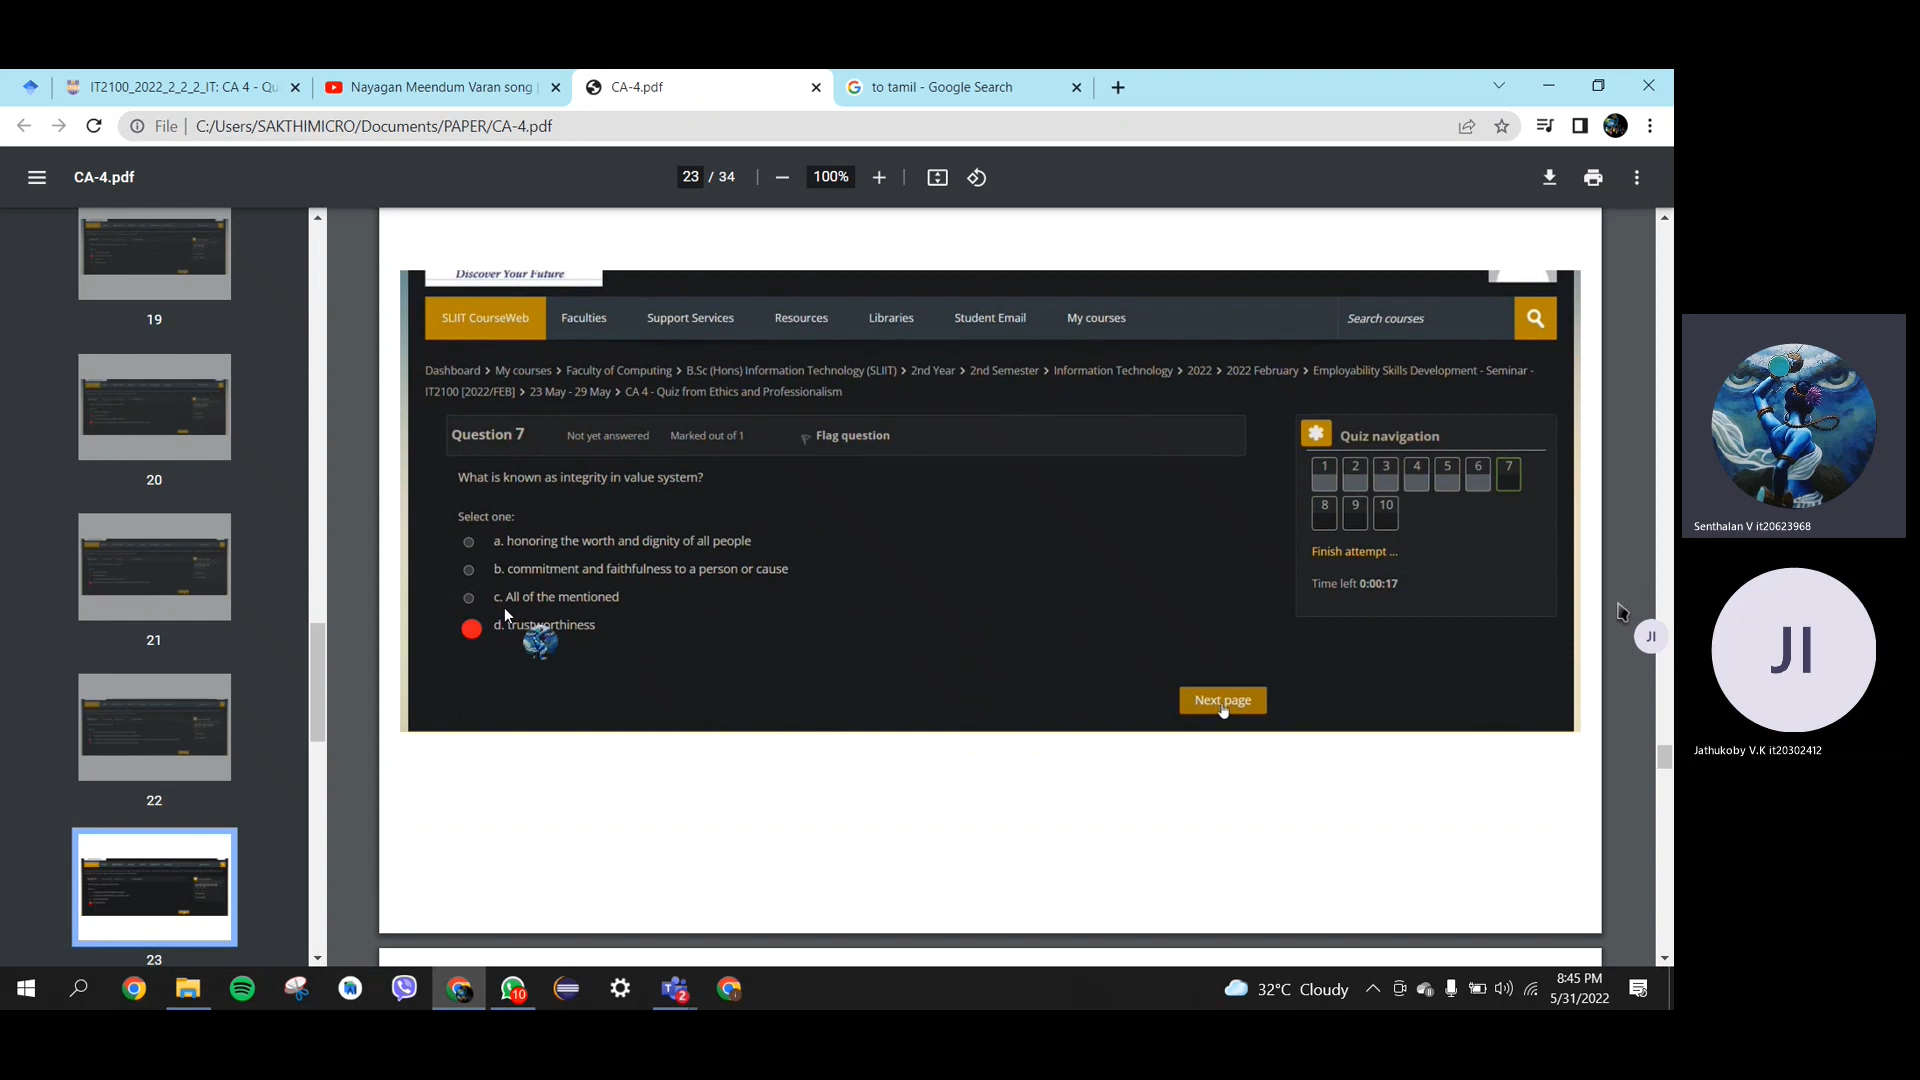 IT2100_2022_2_2_2_IT: CA 4 - Qu
Nayagan Meendum Varan song
CA-4.pdf
to tamil - Google Search
File
C:/Users/SAKTHIMICRO/Documents/PAPER/CA-4.pdf
CA-4.pdf
23 / 34
100%
19
20
21
22
23
Discover Your Future
SLIIT CourseWeb
Faculties
Support Services
Resources
Libraries
Student Email
My courses
Search courses
Dashboard > My courses > Faculty of Computing > B.Sc (Hons) Information Technology (SLIIT) > 2nd Year > 2nd Semester > Information Technology > 2022 > 2022 February > Employability Skills Development - Seminar -
IT2100 [2022/FEB] > 23 May - 29 May > CA 4 - Quiz from Ethics and Professionalism
Question 7
Not yet answered
Marked out of 1
Flag question
What is known as integrity in value system?
Select one:
a. honoring the worth and dignity of all people
b. commitment and faithfulness to a person or cause
c. All of the mentioned
d. trustworthiness
Next page
Quiz navigation
1 2 3 4 5 6 7
8 9 10
Finish attempt ...
Time left 0:00:17
JI
Senthalan V it20623968
JI
Jathukoby V.K it20302412
10
2
32°C Cloudy
8:45 PM
5/31/2022